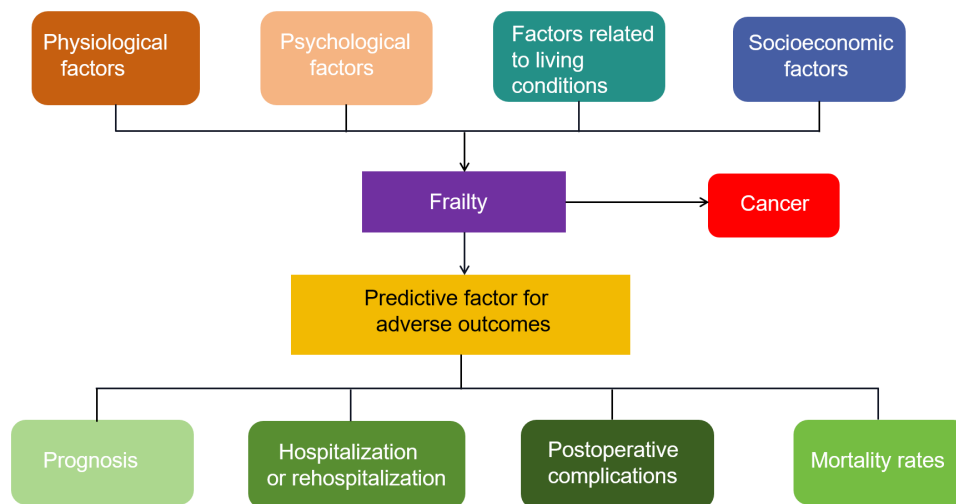 Physiological
factors
Psychological
factors
Factors related
to living
conditions
Socioeconomic
factors
Frailty
Cancer
Predictive factor for
adverse outcomes
Prognosis
Hospitalization
or rehospitalization
Postoperative
complications
Mortality rates